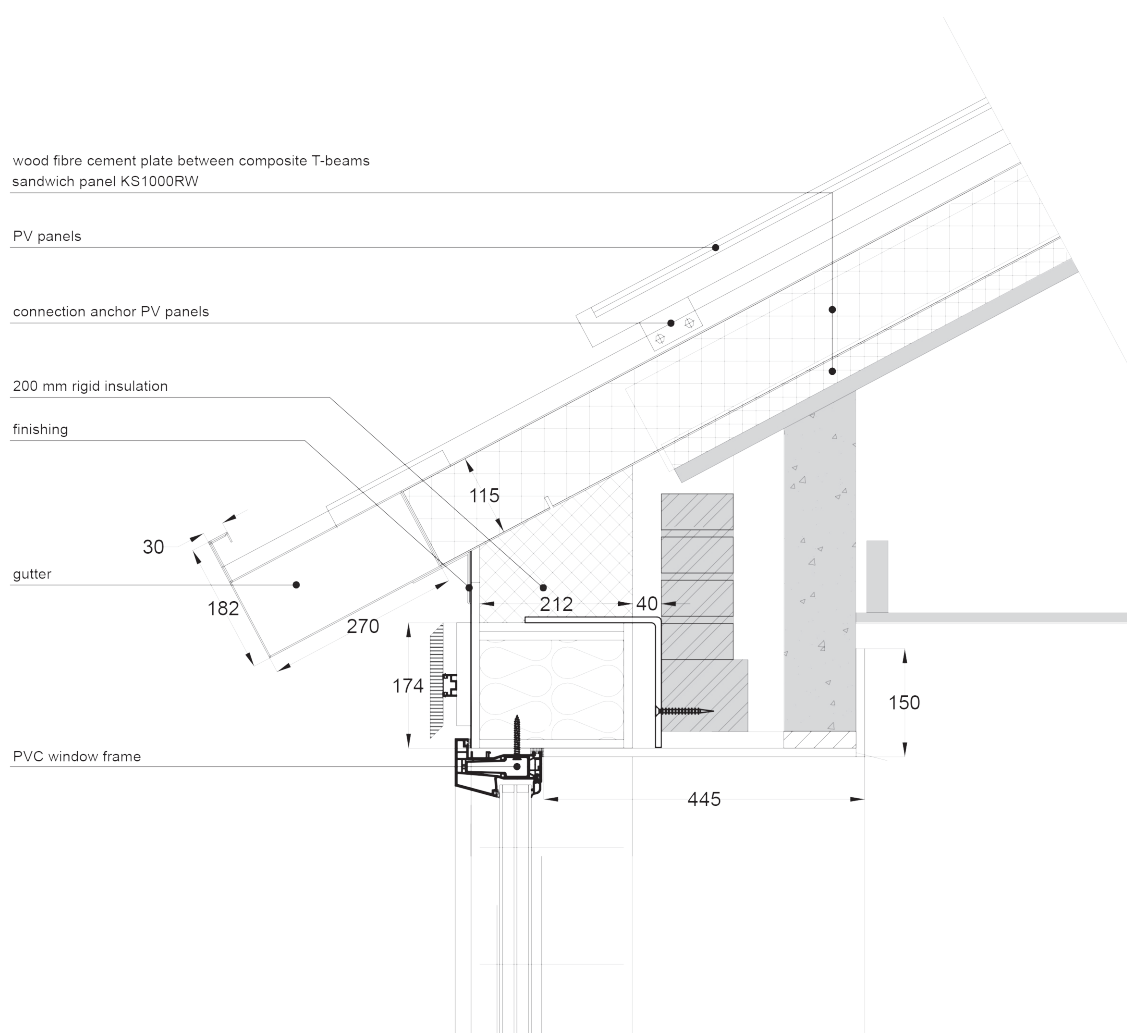 wood fibre cement plate between composite T-beams
sandwich panel KS1000RW
PV panels
connection anchor PV panels
200 mm rigid insulation
finishing
115
30
gutter
182
270
212
40
174
150
PVC window frame
445